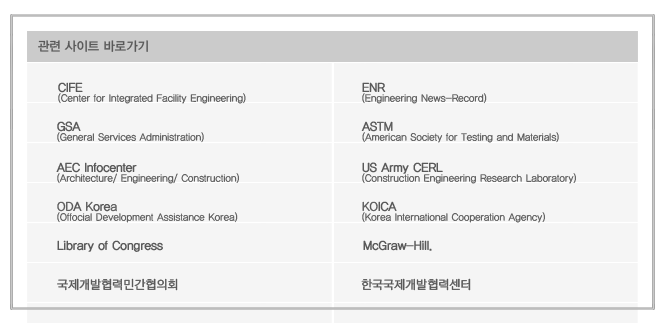 관련 사이트 바로가기
CIFE
(Center for Integrated Facility Engineering)
ENR
(Engineering News-Record)
GSA
(General Services Administration)
ASTM
(American Society for Testing and Materials)
AEC Infocenter
(Architecture/ Engineering/ Construction)
US Army CERL
(Construction Engineering Research Laboratory)
ODA Korea
(Offocial Development Assistance Korea)
KOICA
(Korea International Cooperation Agency)
Library of Congress
McGraw-Hill.
국제개발협력민간협의회
한국국제개발협력센터